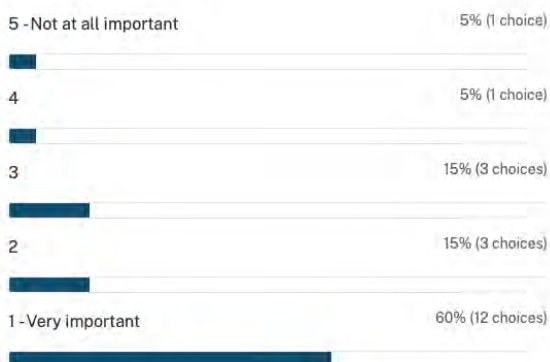 5 - Not at all important 5% (1 choice)
4 5% (1 choice)
3 15% (3 choices)
2 15% (3 choices)
1 - Very important 60% (12 choices)